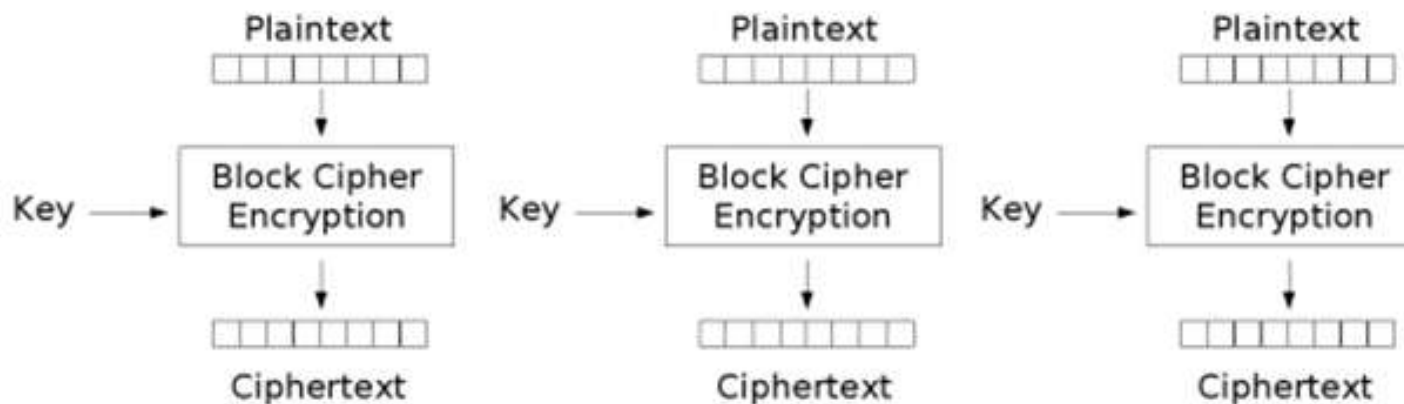 Plaintext
Plaintext
Plaintext
Key
Block Cipher
Encryption
Key
Block Cipher
Encryption
Key
Block Cipher
Encryption
Ciphertext
Ciphertext
Ciphertext